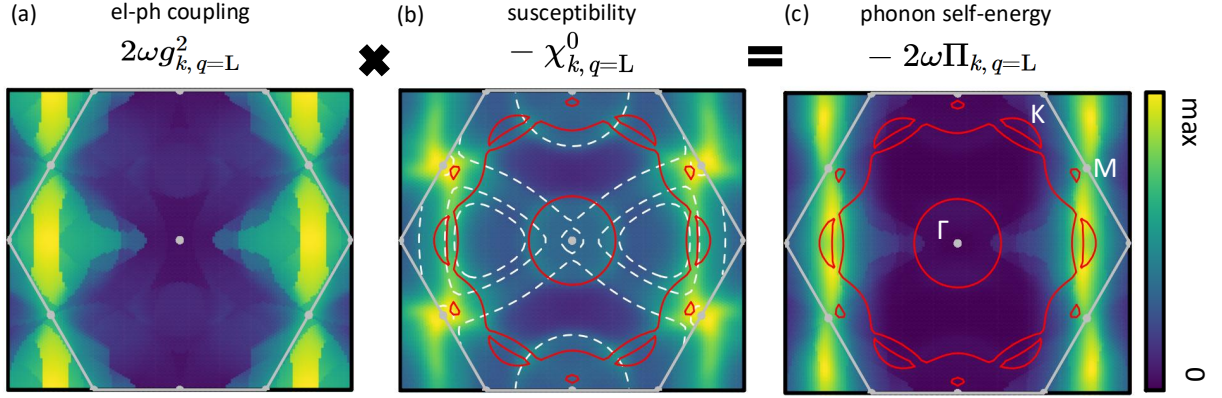 (a) el-ph coupling
2ωg²ₖ, q=L
✖
(b) susceptibility
− χ⁰ₖ, q=L
=
(c) phonon self-energy
− 2ωΠₖ, q=L
K
M
Γ
max
0